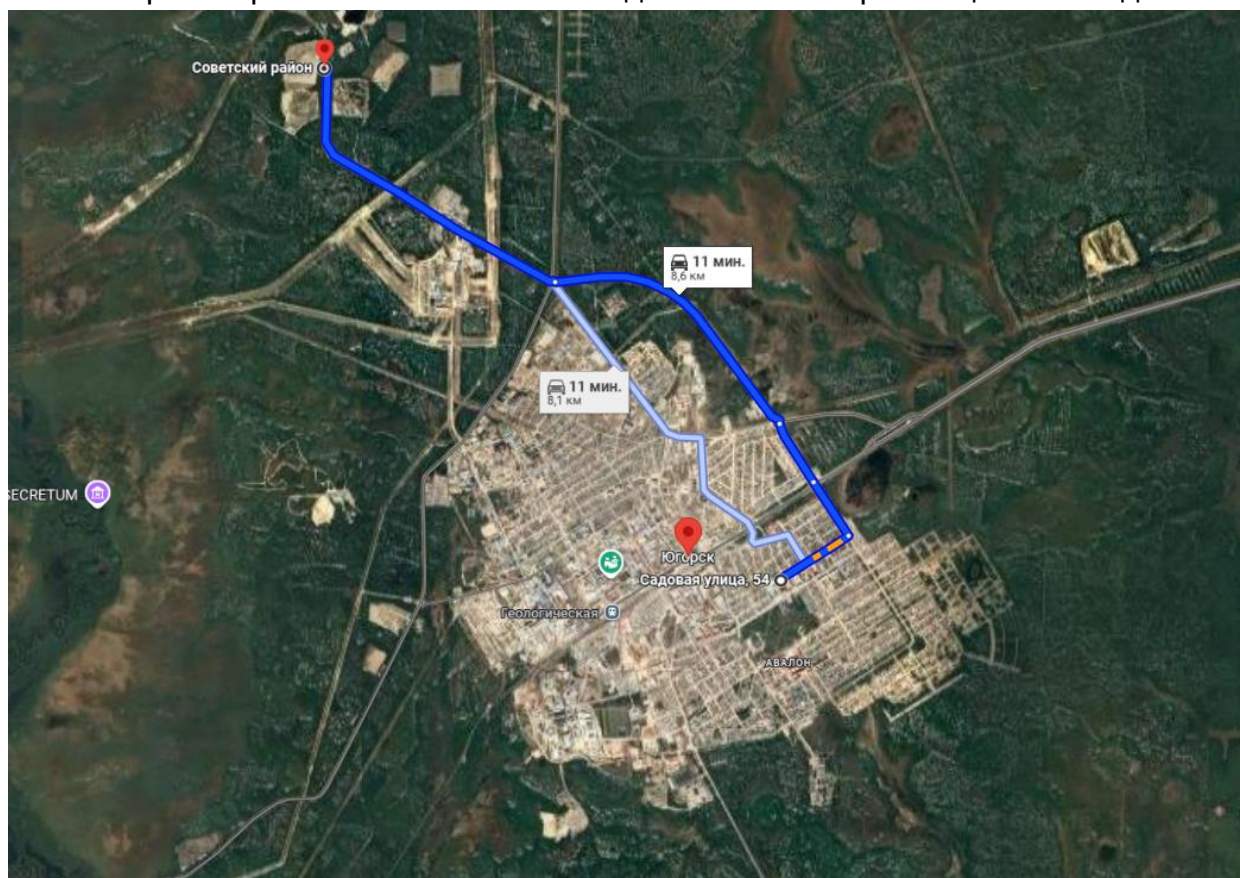 Советский район
11 мин.
8,6 км
11 мин.
8,1 км
SECRETUM
Югорск
Садовая улица, 54
Геологическая
АВАЛОН